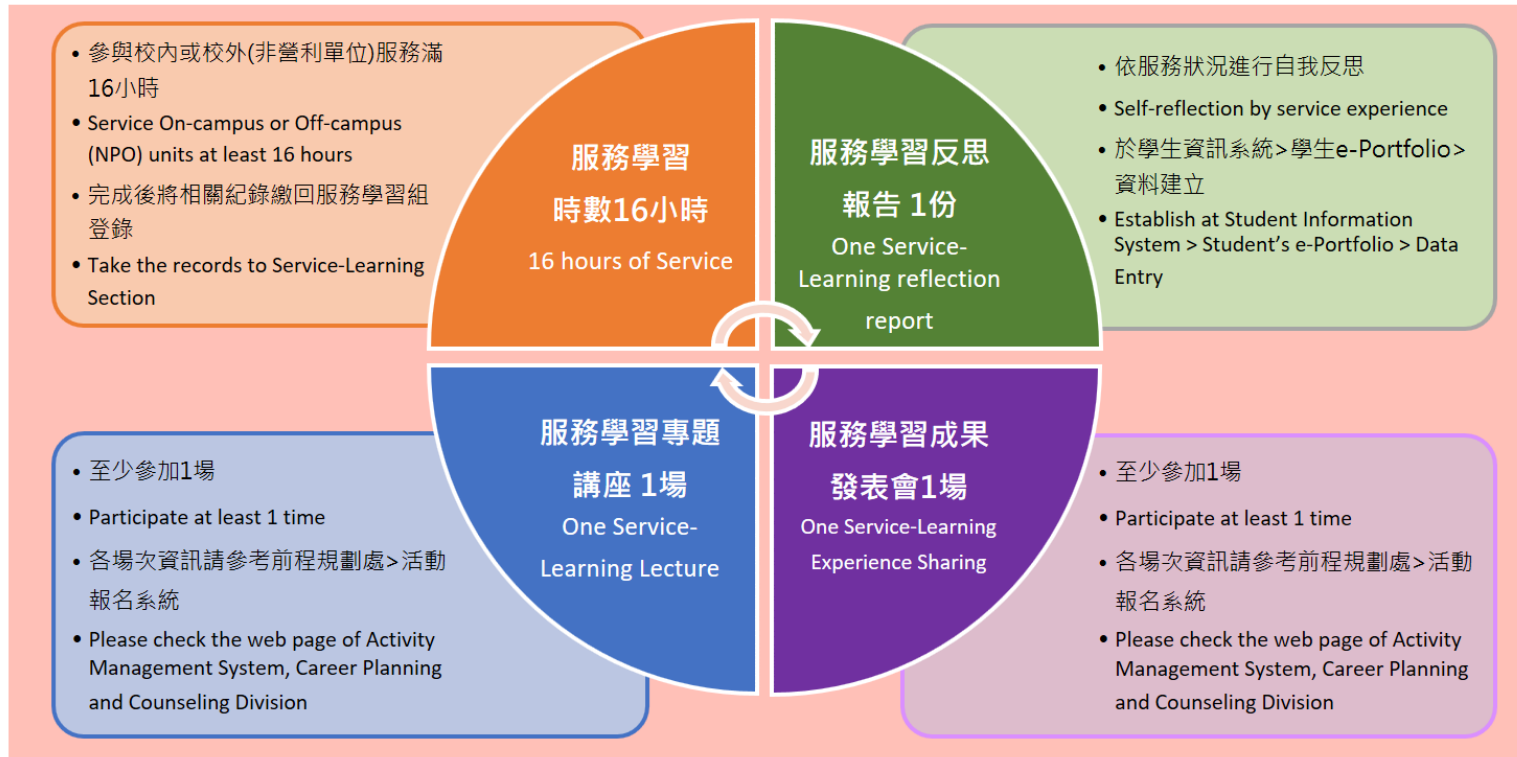 • 參與校內或校外(非營利單位)服務滿
16小時
• Service On-campus or Off-campus
(NPO) units at least 16 hours
• 完成後將相關紀錄繳回服務學習組
登錄
• Take the records to Service-Learning
Section
服務學習
時數16小時
16 hours of Service
服務學習反思
報告 1份
One Service-
Learning reflection
report
• 依服務狀況進行自我反思
• Self-reflection by service experience
• 於學生資訊系統>學生e-Portfolio>
資料建立
• Establish at Student Information
System > Student’s e-Portfolio > Data
Entry
• 至少參加1場
• Participate at least 1 time
• 各場次資訊請參考前程規劃處>活動
報名系統
• Please check the web page of Activity
Management System, Career Planning
and Counseling Division
服務學習專題
講座 1場
One Service-
Learning Lecture
服務學習成果
發表會1場
One Service-Learning
Experience Sharing
• 至少參加1場
• Participate at least 1 time
• 各場次資訊請參考前程規劃處>活動
報名系統
• Please check the web page of Activity
Management System, Career Planning
and Counseling Division